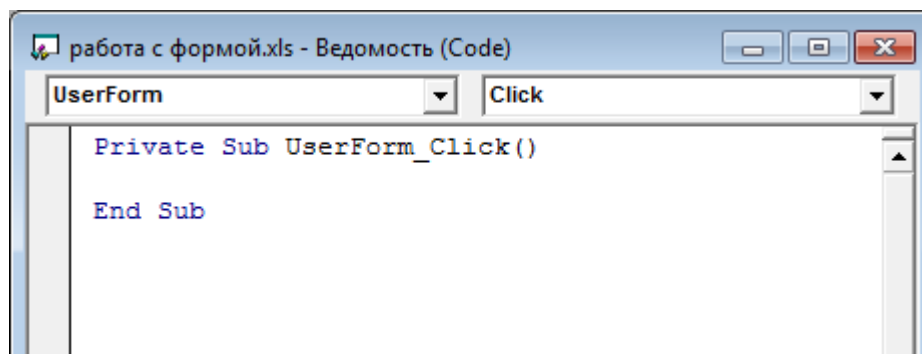 работа с формой.xls - Ведомость (Code)
UserForm Click
Private Sub UserForm_Click()
End Sub